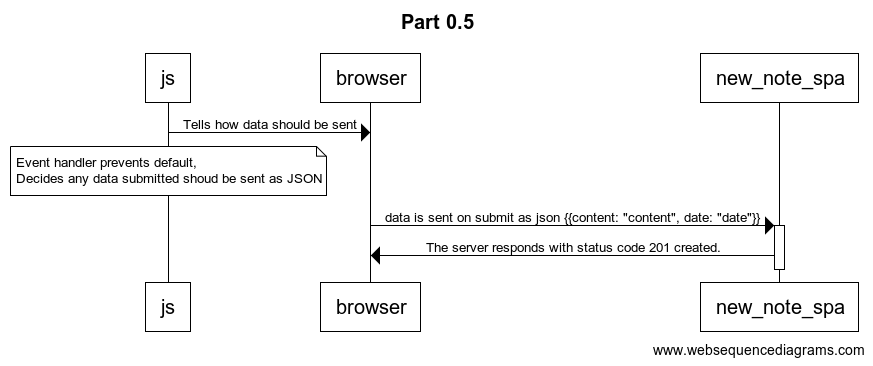 Part 0.5
js
browser
new_note_spa
Tells how data should be sent
Event handler prevents default,
Decides any data submitted shoud be sent as JSON
data is sent on submit as json {{content: "content", date: "date"}}
The server responds with status code 201 created.
js
browser
new_note_spa
www.websequencediagrams.com